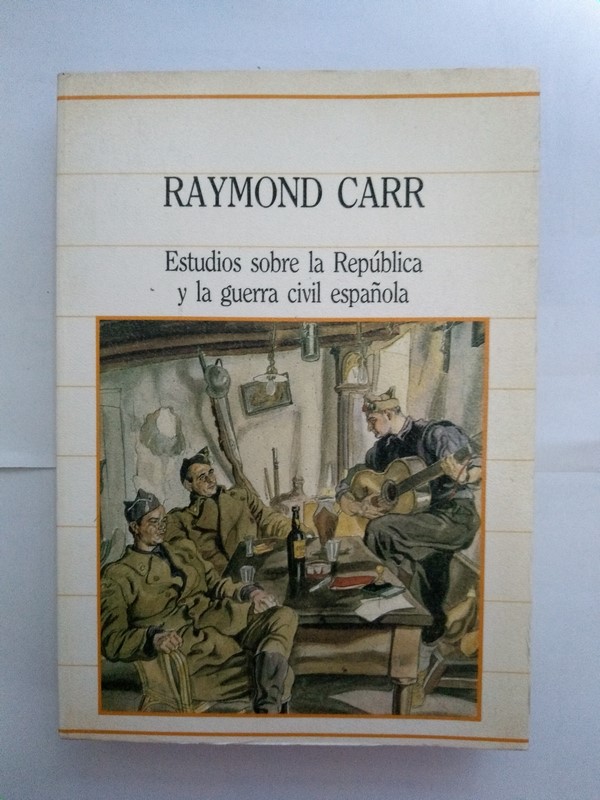 RAYMOND CARR
Estudios sobre la República
y la guerra civil española